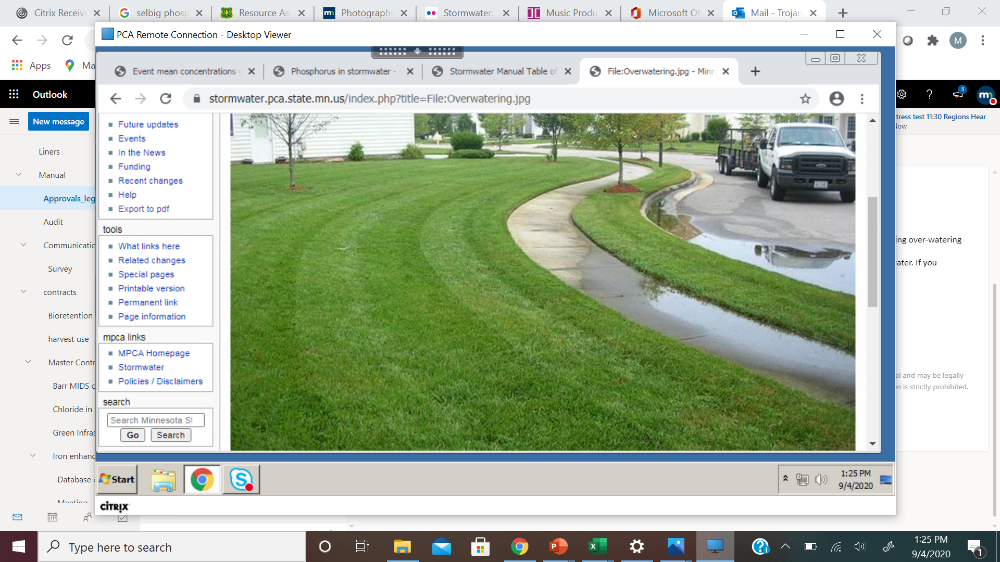 Citrix Receive
selbig phosp
Resource As
Photographs
Stormwater:
Music Produ
Microsoft Of
Mail - Trojan
PCA Remote Connection - Desktop Viewer
M
Apps
Ma
Event mean concentrations
Phosphorus in stormwater -
Stormwater Manual Table of
File:Overwatering.jpg - Minn
stormwater.pca.state.mn.us/index.php?title=File:Overwatering.jpg
Outlook
3
New message
tress test 11:30 Regions Hear
Now
Liners
Manual
Approvals_leg
Audit
Communicatic
Survey
contracts
Bioretention
harvest use
Master Contr
Barr MIDS c
Chloride in
Green Infras
Iron enhanc
Database
Meeting
Future updates
Events
In the News
Funding
Recent changes
Help
Export to pdf
tools
What links here
Related changes
Special pages
Printable version
Permanent link
Page information
mpca links
MPCA Homepage
Stormwater
Policies / Disclaimers
search
Search Minnesota St
Go Search
ing over-watering
ater. If you
al and may be legally
n is strictly prohibited.
Start
1:25 PM
9/4/2020
CITRIX
Type here to search
1:25 PM
9/4/2020
1